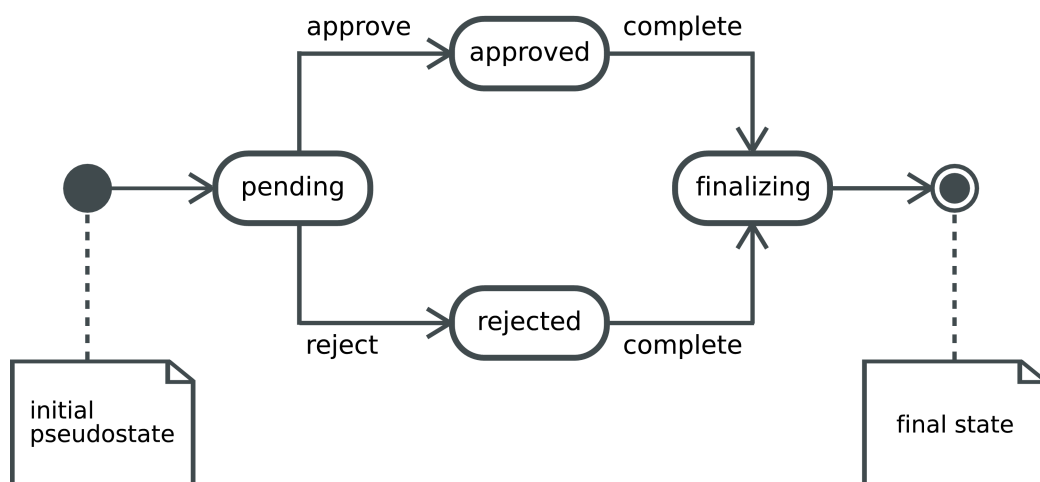 approve
approved
complete
pending
finalizing
reject
rejected
complete
initial
pseudostate
final state